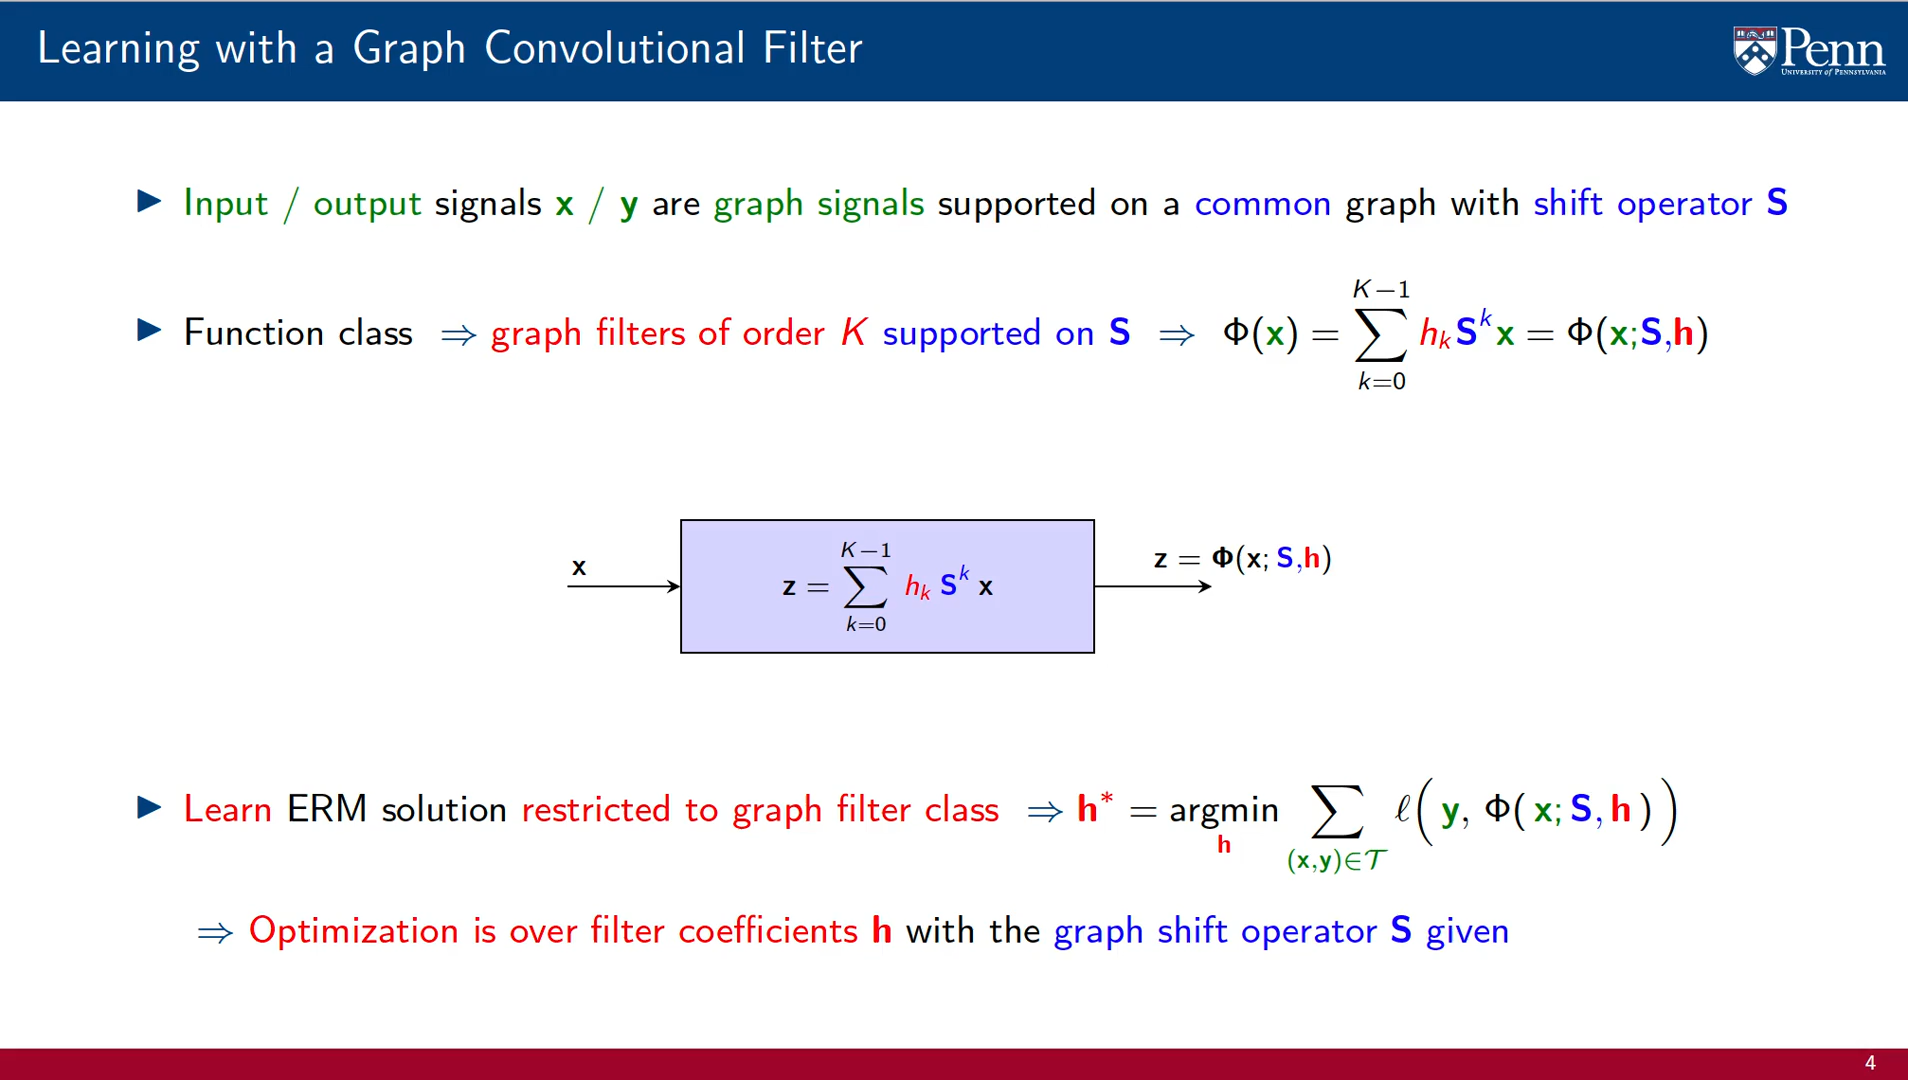 Learning with a Graph Convolutional Filter
Penn
UNIVERSITY of PENNSYLVANIA
▶ Input / output signals x / y are graph signals supported on a common graph with shift operator S
▶ Function class ⇒ graph filters of order K supported on S ⇒ Φ(x) = ∑_{k=0}^{K−1} h_k S^k x = Φ(x;S,h)
x
z = ∑_{k=0}^{K−1} h_k S^k x
z = Φ(x; S,h)
▶ Learn ERM solution restricted to graph filter class ⇒ h* = argmin_h ∑_{(x,y)∈𝒯} ℓ( y, Φ( x; S, h ) )
⇒ Optimization is over filter coefficients h with the graph shift operator S given
4